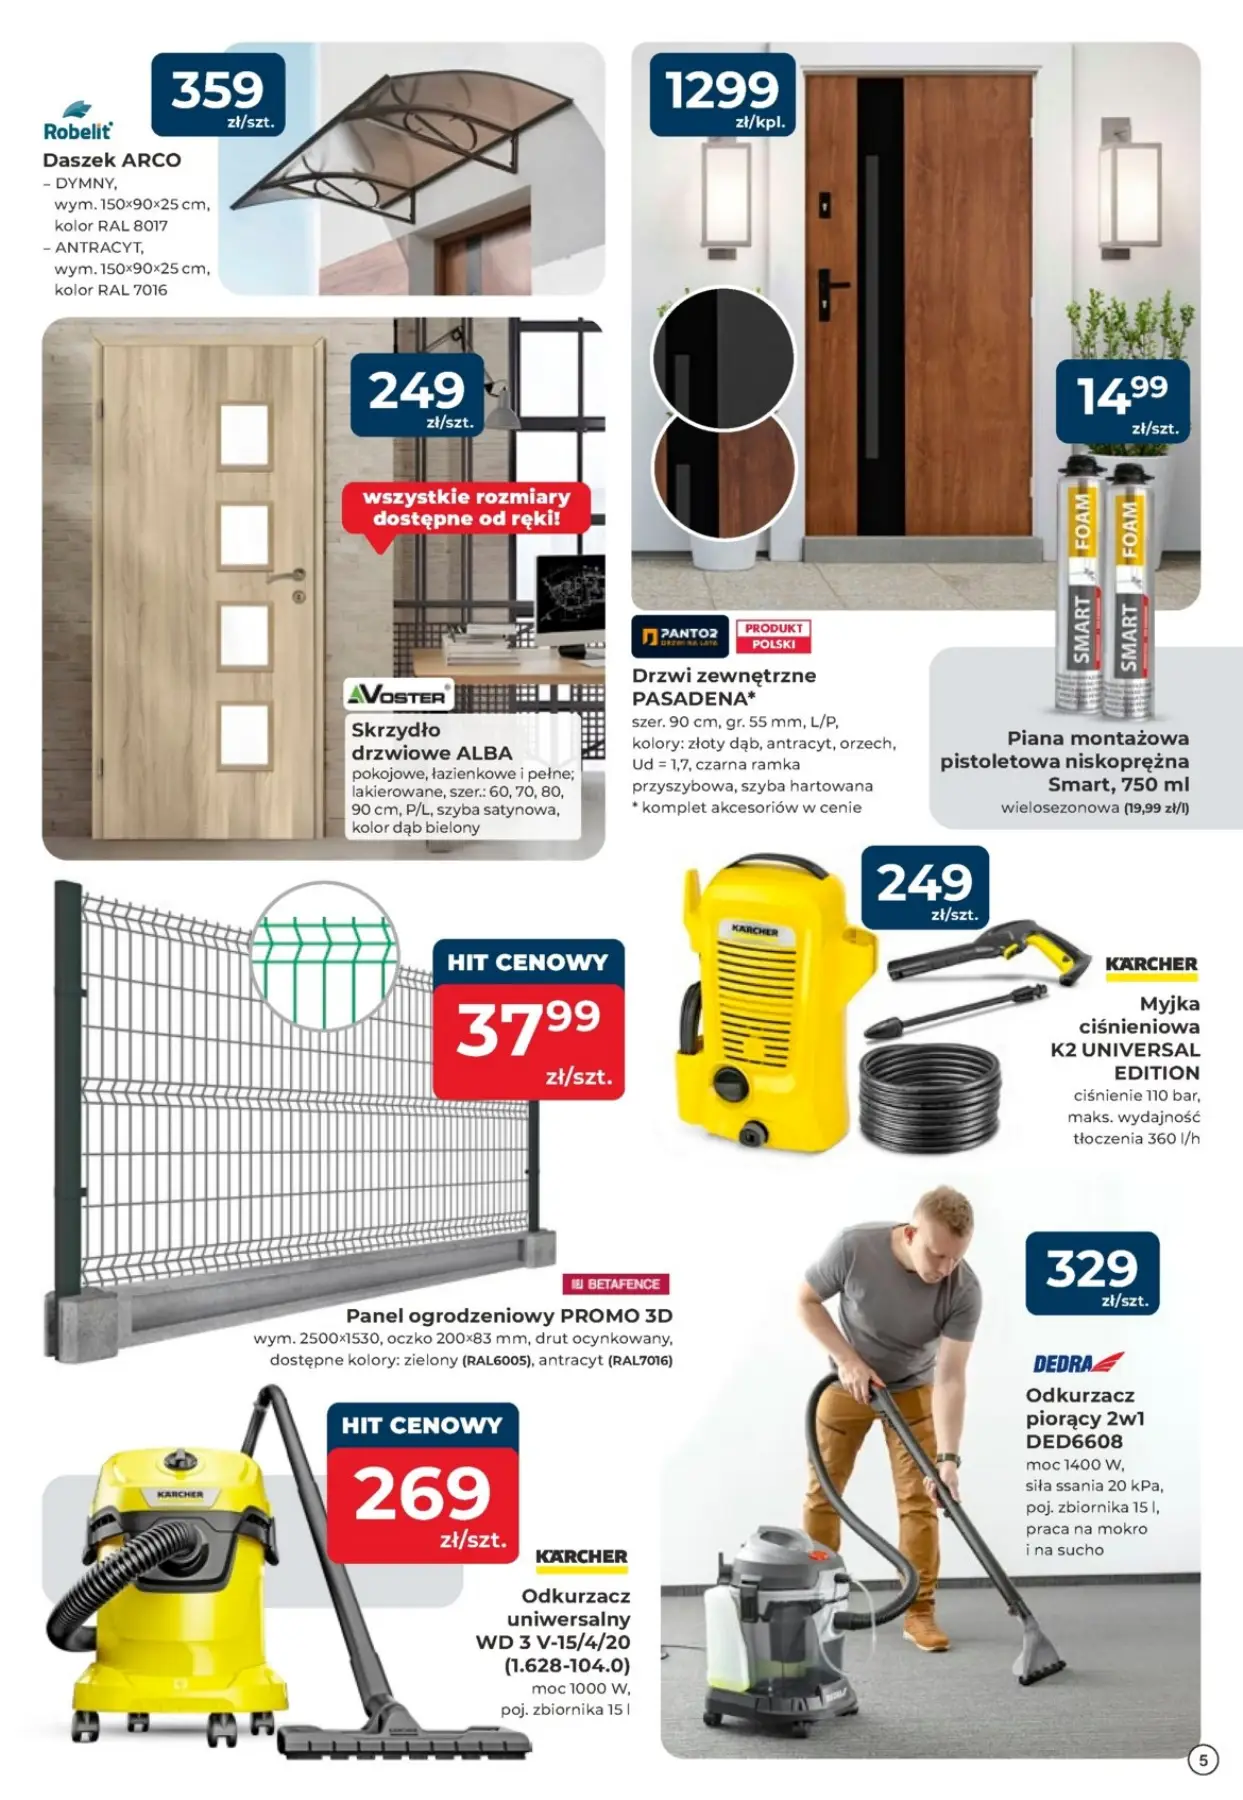 359
zł/szt.
Robelit
Daszek ARCO
– DYMNY,
wym. 150×90×25 cm,
kolor RAL 8017
– ANTRACYT,
wym. 150×90×25 cm,
kolor RAL 7016
1299
zł/kpl.
249
zł/szt.
wszystkie rozmiary
dostępne od ręki!
VOSTER®
Skrzydło
drzwiowe ALBA
pokojowe, łazienkowe i pełne;
lakierowane, szer.: 60, 70, 80,
90 cm, P/L, szyba satynowa,
kolor dąb bielony
PANTOR
DRZWI NA LATA
PRODUKT
POLSKI
Drzwi zewnętrzne
PASADENA*
szer. 90 cm, gr. 55 mm, L/P,
kolory: złoty dąb, antracyt, orzech,
Ud = 1,7, czarna ramka
przyszybowa, szyba hartowana
* komplet akcesoriów w cenie
14 99
zł/szt.
SMART FOAM
SMART FOAM
Piana montażowa
pistoletowa niskoprężna
Smart, 750 ml
wielosezonowa (19,99 zł/l)
HIT CENOWY
37 99
zł/szt.
BETAFENCE
Panel ogrodzeniowy PROMO 3D
wym. 2500×1530, oczko 200×83 mm, drut ocynkowany,
dostępne kolory: zielony (RAL6005), antracyt (RAL7016)
249
zł/szt.
KÄRCHER
KÄRCHER
Myjka
ciśnieniowa
K2 UNIVERSAL
EDITION
ciśnienie 110 bar,
maks. wydajność
tłoczenia 360 l/h
HIT CENOWY
269
zł/szt.
KÄRCHER
KÄRCHER
KÄRCHER
Odkurzacz
uniwersalny
WD 3 V-15/4/20
(1.628-104.0)
moc 1000 W,
poj. zbiornika 15 l
329
zł/szt.
DEDRA
Odkurzacz
piorący 2w1
DED6608
moc 1400 W,
siła ssania 20 kPa,
poj. zbiornika 15 l,
praca na mokro
i na sucho
DEDRA
5